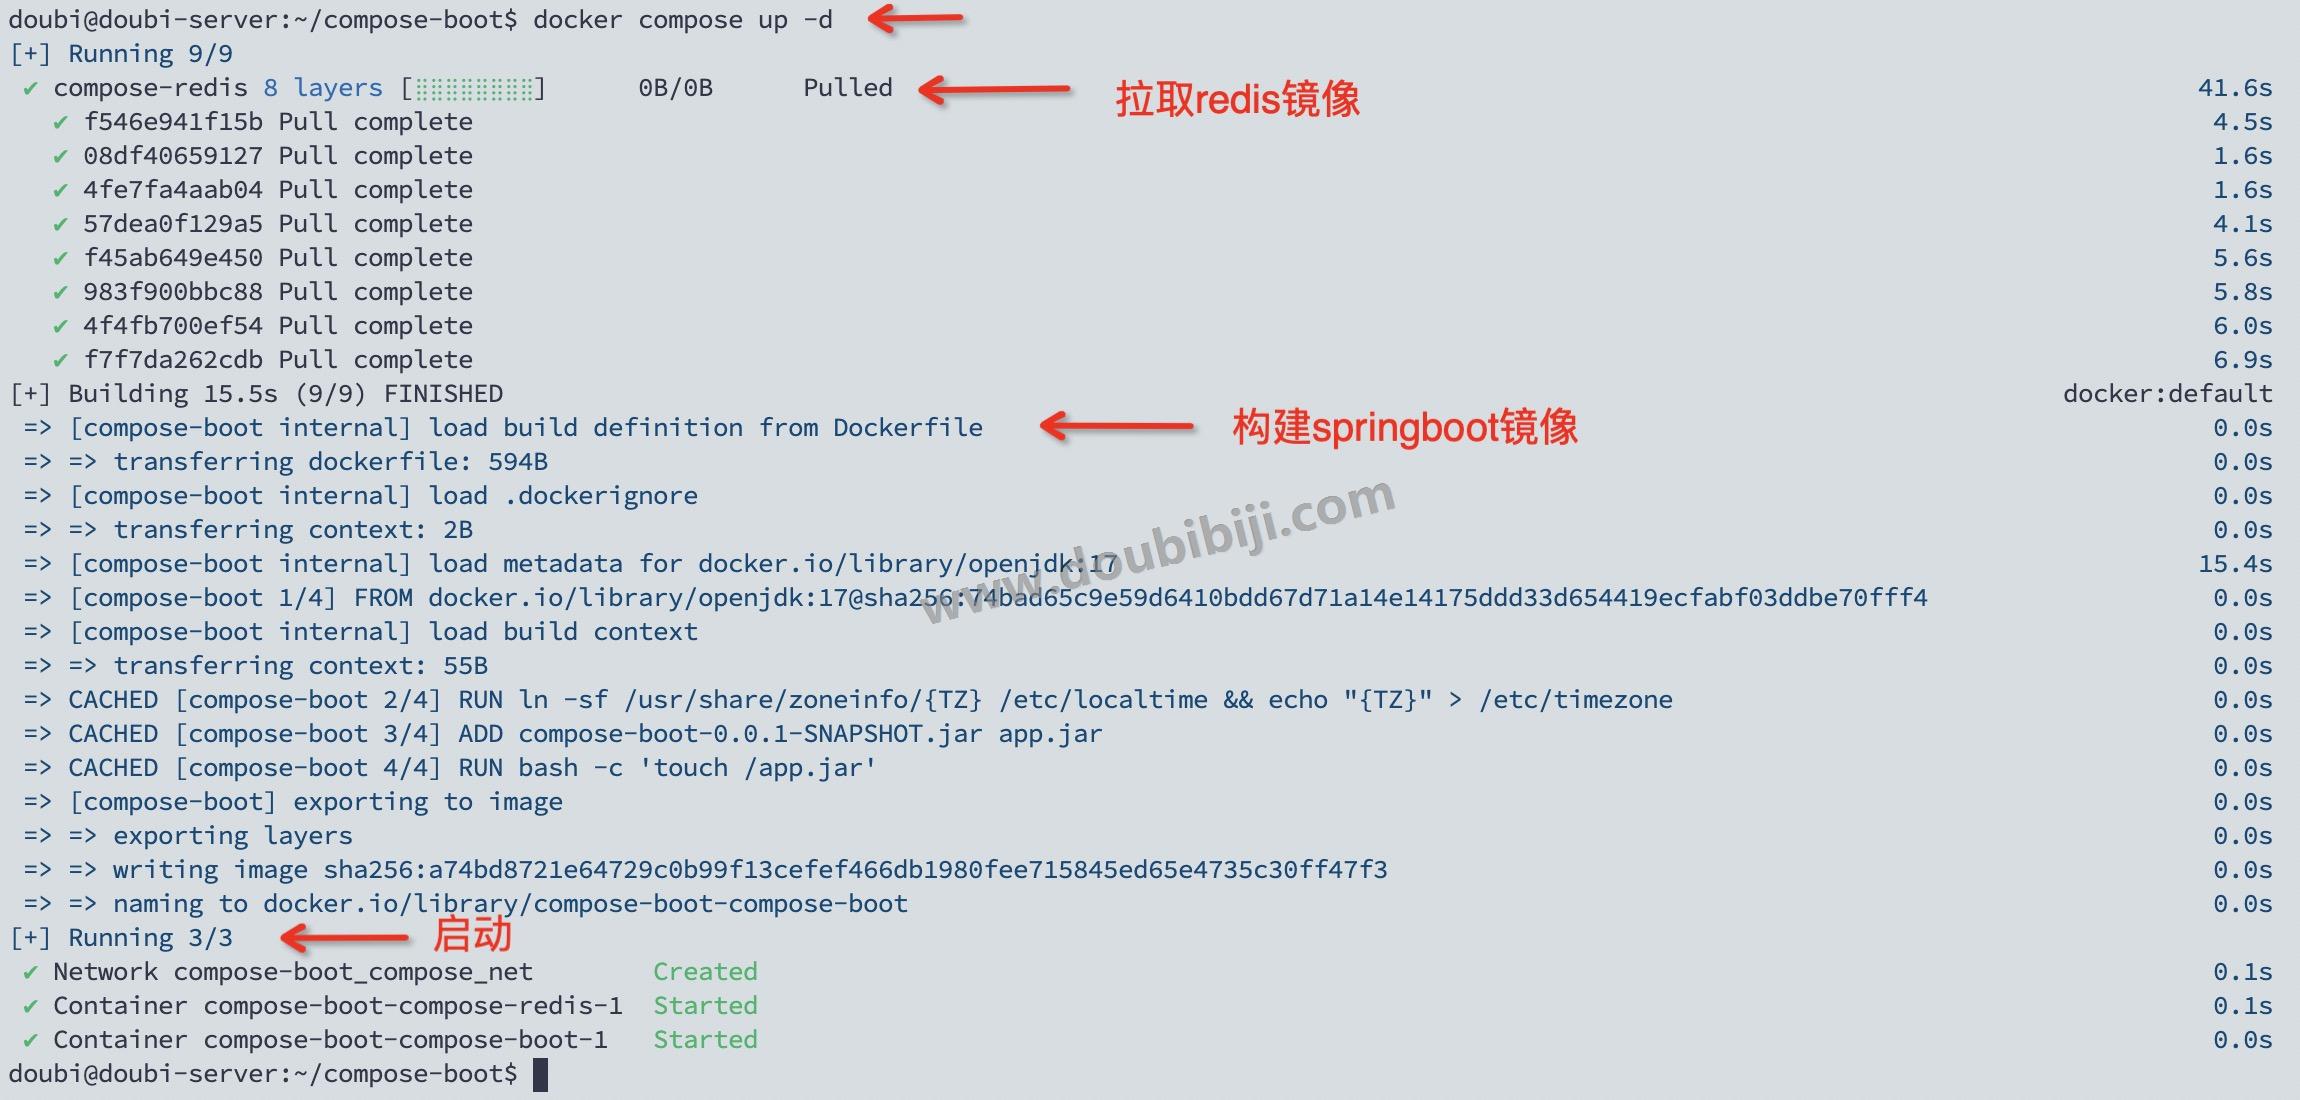 doubi@doubi-server:~/compose-boot$ docker compose up -d
[+] Running 9/9
✔ compose-redis 8 layers [⣿⣿⣿⣿⣿⣿⣿⣿] 0B/0B Pulled 41.6s
拉取redis镜像
✔ f546e941f15b Pull complete 4.5s
✔ 08df40659127 Pull complete 1.6s
✔ 4fe7fa4aab04 Pull complete 1.6s
✔ 57dea0f129a5 Pull complete 4.1s
✔ f45ab649e450 Pull complete 5.6s
✔ 983f900bbc88 Pull complete 5.8s
✔ 4f4fb700ef54 Pull complete 6.0s
✔ f7f7da262cdb Pull complete 6.9s
[+] Building 15.5s (9/9) FINISHED docker:default
=> [compose-boot internal] load build definition from Dockerfile 0.0s
构建springboot镜像
=> => transferring dockerfile: 594B 0.0s
=> [compose-boot internal] load .dockerignore 0.0s
=> => transferring context: 2B 0.0s
=> [compose-boot internal] load metadata for docker.io/library/openjdk:17 15.4s
=> [compose-boot 1/4] FROM docker.io/library/openjdk:17@sha256:74bad65c9e59d6410bdd67d71a14e14175ddd33d654419ecfabf03ddbe70fff4 0.0s
www.doubibiji.com
=> [compose-boot internal] load build context 0.0s
=> => transferring context: 55B 0.0s
=> CACHED [compose-boot 2/4] RUN ln -sf /usr/share/zoneinfo/{TZ} /etc/localtime && echo "{TZ}" > /etc/timezone 0.0s
=> CACHED [compose-boot 3/4] ADD compose-boot-0.0.1-SNAPSHOT.jar app.jar 0.0s
=> CACHED [compose-boot 4/4] RUN bash -c 'touch /app.jar' 0.0s
=> [compose-boot] exporting to image 0.0s
=> => exporting layers 0.0s
=> => writing image sha256:a74bd8721e64729c0b99f13cefef466db1980fee715845ed65e4735c30ff47f3 0.0s
=> => naming to docker.io/library/compose-boot-compose-boot 0.0s
[+] Running 3/3
启动
✔ Network compose-boot_compose_net Created 0.1s
✔ Container compose-boot-compose-redis-1 Started 0.1s
✔ Container compose-boot-compose-boot-1 Started 0.0s
doubi@doubi-server:~/compose-boot$